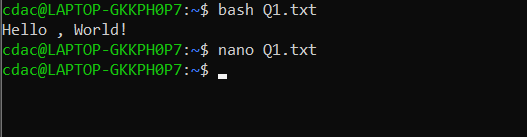 cdac@LAPTOP-GKKPH0P7:~$ bash Q1.txt
Hello , World!
cdac@LAPTOP-GKKPH0P7:~$ nano Q1.txt
cdac@LAPTOP-GKKPH0P7:~$